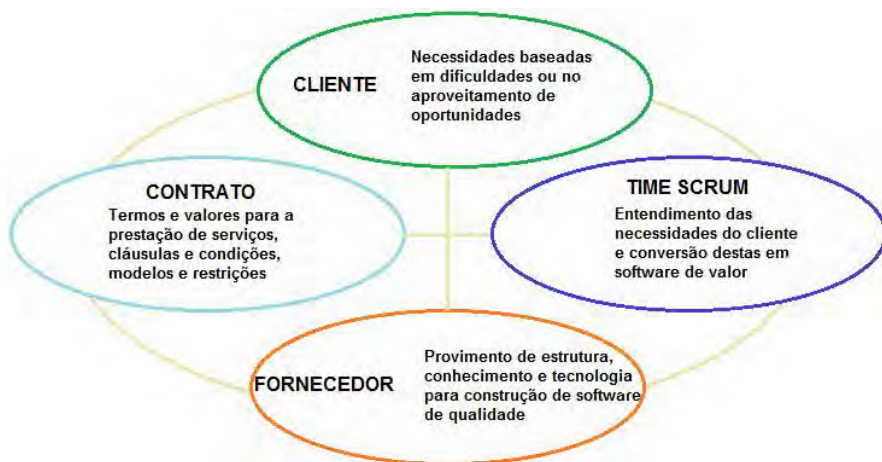 CLIENTE
Necessidades baseadas
em dificuldades ou no
aproveitamento de
oportunidades
CONTRATO
Termos e valores para a
prestação de serviços,
cláusulas e condições,
modelos e restrições
TIME SCRUM
Entendimento das
necessidades do cliente
e conversão destas em
software de valor
FORNECEDOR
Provimento de estrutura,
conhecimento e tecnologia
para construção de software
de qualidade